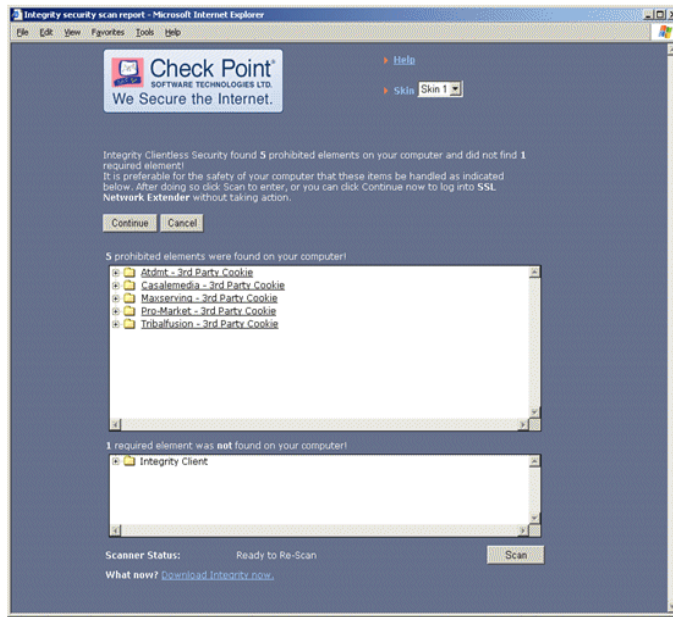 Integrity security scan report - Microsoft Internet Explorer
File Edit View Favorites Tools Help
Check Point
SOFTWARE TECHNOLOGIES LTD.
We Secure the Internet.
Help
Skin Skin 1
Integrity Clientless Security found 5 prohibited elements on your computer and did not find 1
required element!
It is preferable for the safety of your computer that these items be handled as indicated
below. After doing so click Scan to enter, or you can click Continue now to log into SSL
Network Extender without taking action.
Continue Cancel
5 prohibited elements were found on your computer!
Atdmt - 3rd Party Cookie
Casalemedia - 3rd Party Cookie
Maxserving - 3rd Party Cookie
Pro-Market - 3rd Party Cookie
Tribalfusion - 3rd Party Cookie
1 required element was not found on your computer!
Integrity Client
Scanner Status: Ready to Re-Scan Scan
What now? Download Integrity now.